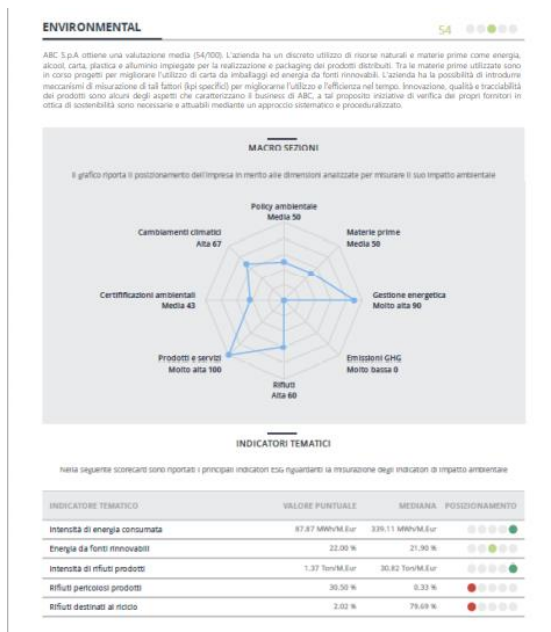 ENVIRONMENTAL
54
ABC S.p.A ottiene una valutazione media (54/100). L'azienda ha un discreto utilizzo di risorse naturali e materie prime come energia,
alcool, carta, plastica e alluminio impiegate per la realizzazione e packaging dei prodotti distribuiti. Tra le materie prime utilizzate sono
in corso progetti per migliorare l'utilizzo di carta da imballaggi ed energia da fonti rinnovabili. L'azienda ha la possibilità di introdurre
meccanismi di misurazione di tali fattori (kpi specifici) per migliorarne l'utilizzo e l'efficienza nel tempo. Innovazione, qualità e tracciabilità
dei prodotti sono alcuni degli aspetti che caratterizzano il business di ABC, a tal proposito iniziative di verifica dei propri fornitori in
ottica di sostenibilità sono necessarie e attuabili mediante un approccio sistematico e proceduralizzato.
MACRO SEZIONI
Il grafico riporta il posizionamento dell'impresa in merito alle dimensioni analizzate per misurare il suo impatto ambientale
Policy ambientale
Media 50
Cambiamenti climatici
Alta 67
Materie prime
Media 50
Certififficazioni ambientali
Media 43
Gestione energetica
Molto alta 90
Prodotti e servizi
Molto alta 100
Emissioni GHG
Molto bassa 0
Rifiuti
Alta 60
INDICATORI TEMATICI
Nella seguente scorecard sono riportati i principali indicatori ESG riguardanti la misurazione degli indicatori di impatto ambientale
INDICATORE TEMATICO VALORE PUNTUALE MEDIANA POSIZIONAMENTO
Intensità di energia consumata 87.87 MWh/M.Eur 339.11 MWh/M.Eur
Energia da fonti rinnovabili 22.00 % 21,90 %
Intensità di rifiuti prodotti 1.37 Ton/M.Eur 30.82 Ton/M.Eur
Rifiuti pericolosi prodotti 30.50 % 0.33 %
Rifiuti destinati al riciclo 2.02 % 79.69 %